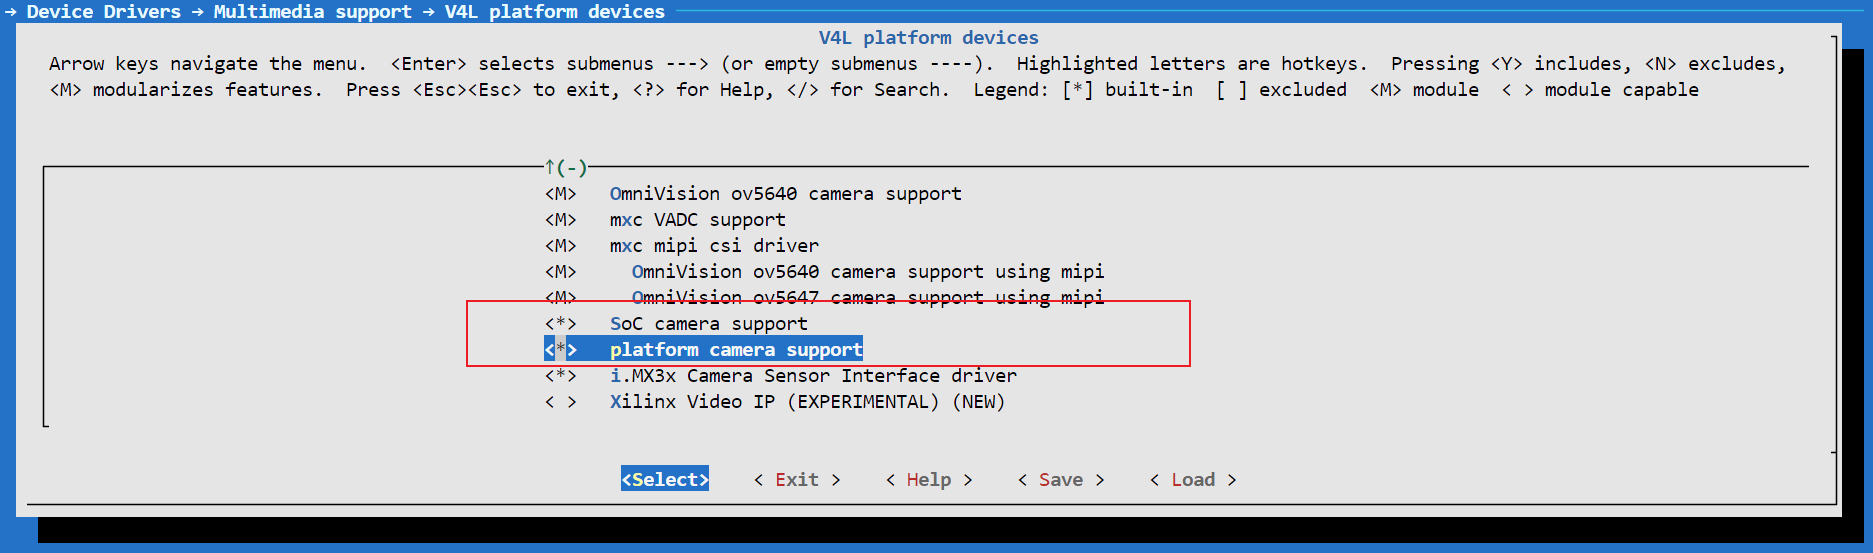 → Device Drivers → Multimedia support → V4L platform devices
V4L platform devices
Arrow keys navigate the menu.  <Enter> selects submenus ---> (or empty submenus ----).  Highlighted letters are hotkeys.  Pressing <Y> includes, <N> excludes,
<M> modularizes features.  Press <Esc><Esc> to exit, <?> for Help, </> for Search.  Legend: [*] built-in  [ ] excluded  <M> module  < > module capable
↑(-)
<M>   OmniVision ov5640 camera support
<M>   mxc VADC support
<M>   mxc mipi csi driver
<M>     OmniVision ov5640 camera support using mipi
<M>     OmniVision ov5647 camera support using mipi
<*>   SoC camera support
<*>   platform camera support
<*>   i.MX3x Camera Sensor Interface driver
< >   Xilinx Video IP (EXPERIMENTAL) (NEW)
<Select>    < Exit >    < Help >    < Save >    < Load >